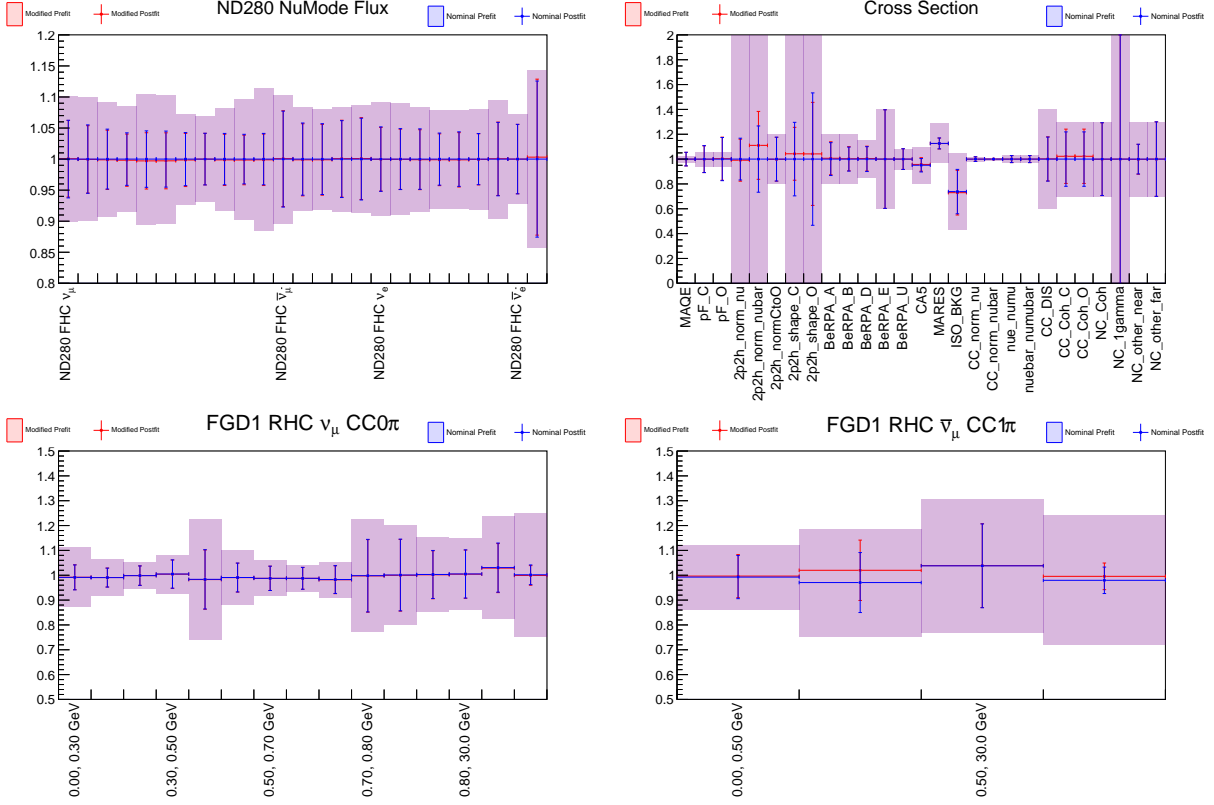 ND280 NuMode Flux
Modified Prefit
Modified Postfit
Nominal Prefit
Nominal Postfit
1.2
1.15
1.1
1.05
1
0.95
0.9
0.85
0.8
ND280 FHC νμ
ND280 FHC ν̅μ
ND280 FHC νe
ND280 FHC ν̅e
Cross Section
Modified Prefit
Modified Postfit
Nominal Prefit
Nominal Postfit
2
1.8
1.6
1.4
1.2
1
0.8
0.6
0.4
0.2
0
MAQE
pF_C
pF_O
2p2h_norm_nu
2p2h_norm_nubar
2p2h_normCtoO
2p2h_shape_C
2p2h_shape_O
BeRPA_A
BeRPA_B
BeRPA_D
BeRPA_E
BeRPA_U
CA5
MARES
ISO_BKG
CC_norm_nu
CC_norm_nubar
nue_numu
nuebar_numubar
CC_DIS
CC_Coh_C
CC_Coh_O
NC_Coh
NC_1gamma
NC_other_near
NC_other_far
FGD1 RHC νμ CC0π
Modified Prefit
Modified Postfit
Nominal Prefit
Nominal Postfit
1.5
1.4
1.3
1.2
1.1
1
0.9
0.8
0.7
0.6
0.5
0.00, 0.30 GeV
0.30, 0.50 GeV
0.50, 0.70 GeV
0.70, 0.80 GeV
0.80, 30.0 GeV
FGD1 RHC ν̅μ CC1π
Modified Prefit
Modified Postfit
Nominal Prefit
Nominal Postfit
1.5
1.4
1.3
1.2
1.1
1
0.9
0.8
0.7
0.6
0.5
0.00, 0.50 GeV
0.50, 30.0 GeV